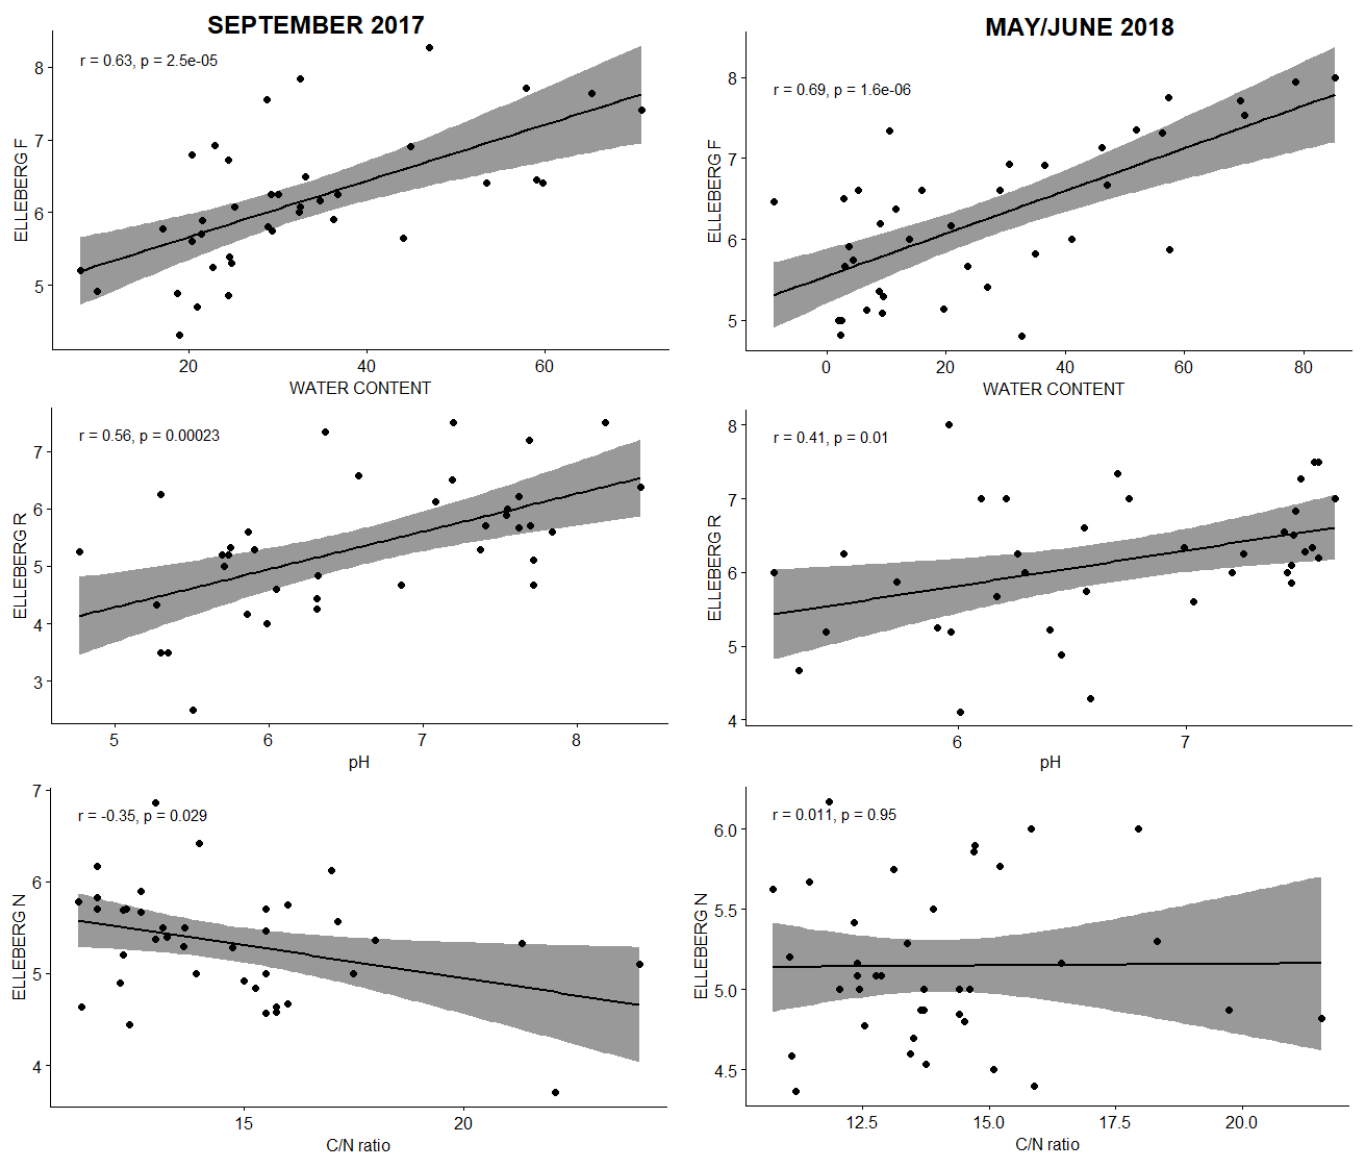 SEPTEMBER 2017
r = 0.63, p = 2.5e-05
ELLEBERG F
8
7
6
5
20 40 60
WATER CONTENT
MAY/JUNE 2018
r = 0.69, p = 1.6e-06
ELLEBERG F
8
7
6
5
0 20 40 60 80
WATER CONTENT
r = 0.56, p = 0.00023
ELLEBERG R
7
6
5
4
3
5 6 7 8
pH
r = 0.41, p = 0.01
ELLEBERG R
8
7
6
5
4
6 7
pH
r = -0.35, p = 0.029
ELLEBERG N
7
6
5
4
15 20
C/N ratio
r = 0.011, p = 0.95
ELLEBERG N
6.0
5.5
5.0
4.5
12.5 15.0 17.5 20.0
C/N ratio